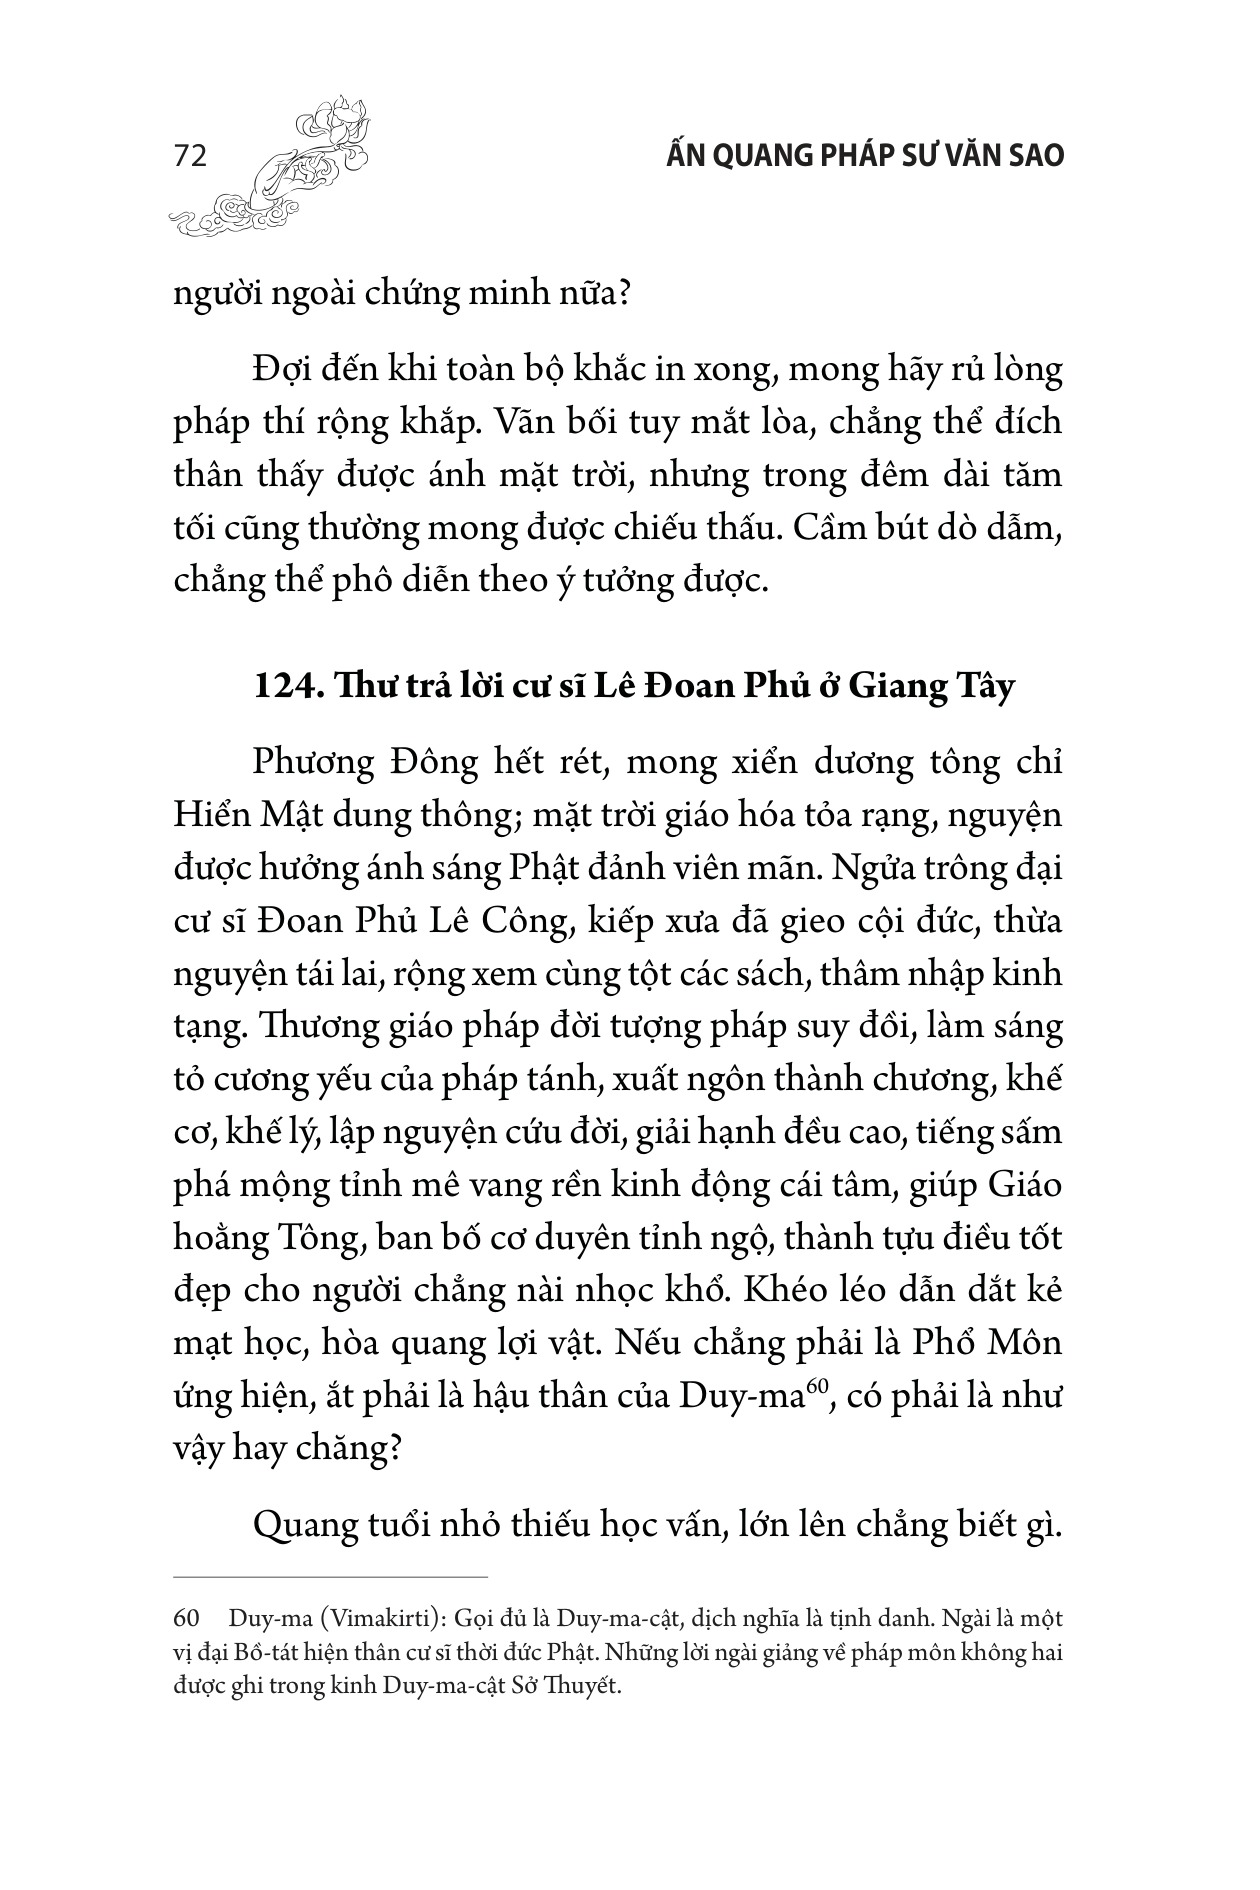 72
ẤN QUANG PHÁP SƯ VĂN SAO
người ngoài chứng minh nữa?
Đợi đến khi toàn bộ khắc in xong, mong hãy rủ lòng
pháp thí rộng khắp. Vãn bối tuy mắt lòa, chẳng thể đích
thân thấy được ánh mặt trời, nhưng trong đêm dài tăm
tối cũng thường mong được chiếu thấu. Cầm bút dò dẫm,
chẳng thể phô diễn theo ý tưởng được.
124. Thư trả lời cư sĩ Lê Đoan Phủ ở Giang Tây
Phương Đông hết rét, mong xiển dương tông chỉ
Hiển Mật dung thông; mặt trời giáo hóa tỏa rạng, nguyện
được hưởng ánh sáng Phật đảnh viên mãn. Ngửa trông đại
cư sĩ Đoan Phủ Lê Công, kiếp xưa đã gieo cội đức, thừa
nguyện tái lai, rộng xem cùng tột các sách, thâm nhập kinh
tạng. Thương giáo pháp đời tượng pháp suy đồi, làm sáng
tỏ cương yếu của pháp tánh, xuất ngôn thành chương, khế
cơ, khế lý, lập nguyện cứu đời, giải hạnh đều cao, tiếng sấm
phá mộng tỉnh mê vang rền kinh động cái tâm, giúp Giáo
hoằng Tông, ban bố cơ duyên tỉnh ngộ, thành tựu điều tốt
đẹp cho người chẳng nài nhọc khổ. Khéo léo dẫn dắt kẻ
mạt học, hòa quang lợi vật. Nếu chẳng phải là Phổ Môn
ứng hiện, ắt phải là hậu thân của Duy-ma60, có phải là như
vậy hay chăng?
Quang tuổi nhỏ thiếu học vấn, lớn lên chẳng biết gì.
60 Duy-ma (Vimakirti): Gọi đủ là Duy-ma-cật, dịch nghĩa là tịnh danh. Ngài là một
vị đại Bồ-tát hiện thân cư sĩ thời đức Phật. Những lời ngài giảng về pháp môn không hai
được ghi trong kinh Duy-ma-cật Sở Thuyết.